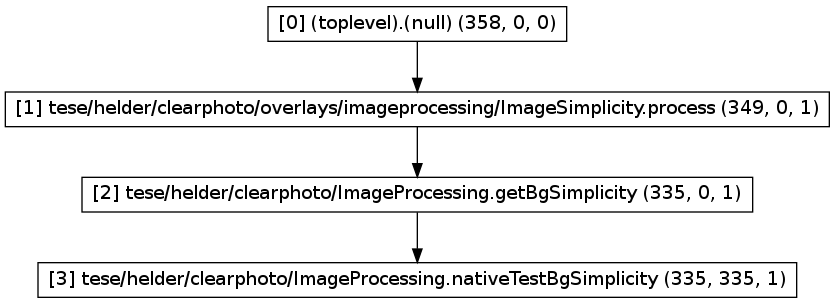 [0] (toplevel).(null) (358, 0, 0)
[1] tese/helder/clearphoto/overlays/imageprocessing/ImageSimplicity.process (349, 0, 1)
[2] tese/helder/clearphoto/ImageProcessing.getBgSimplicity (335, 0, 1)
[3] tese/helder/clearphoto/ImageProcessing.nativeTestBgSimplicity (335, 335, 1)